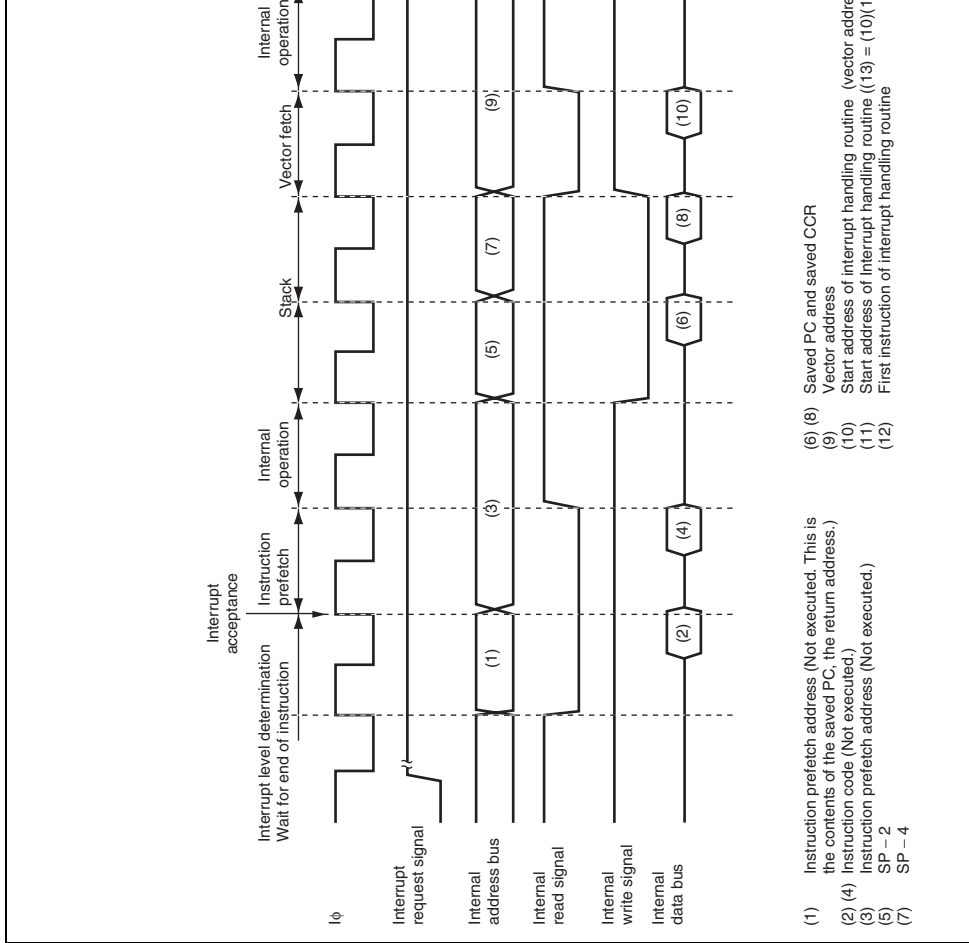 Interrupt level determination
Wait for end of instruction
Interrupt
acceptance
Instruction
prefetch
Internal
operation
Stack
Vector fetch
Internal
operation
Iϕ
Interrupt
request signal
Internal
address bus
(1)
(3)
(5)
(7)
(9)
Internal
read signal
Internal
write signal
Internal
data bus
(2)
(4)
(6)
(8)
(10)
(1) Instruction prefetch address (Not executed. This is
the contents of the saved PC, the return address.)
(2) (4) Instruction code (Not executed.)
(3) Instruction prefetch address (Not executed.)
(5) SP – 2
(7) SP – 4
(6) (8) Saved PC and saved CCR
(9) Vector address
(10) Start address of interrupt handling routine (vector
(11) Start address of Interrupt handling routine ((13) =
(12) First instruction of interrupt handling routine